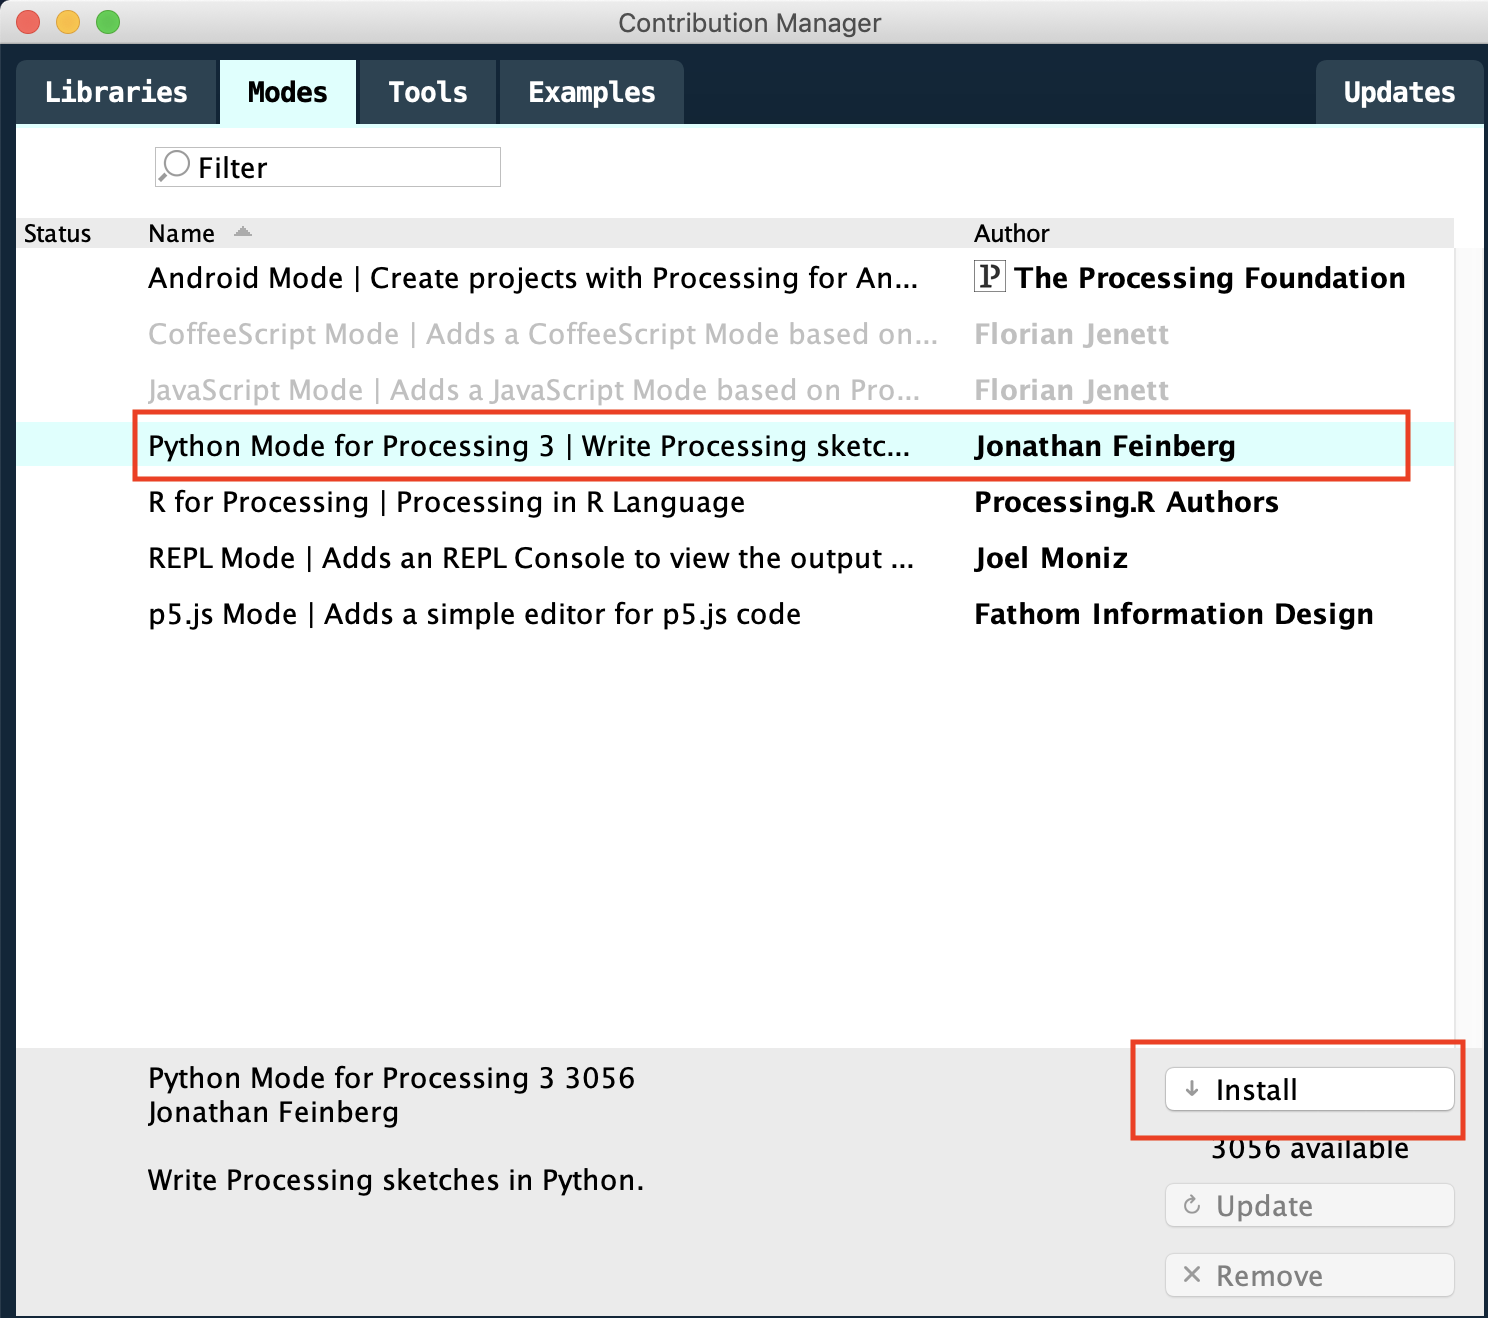 Contribution Manager
Libraries Modes Tools Examples Updates
Filter
Status Name Author
Android Mode | Create projects with Processing for An... P The Processing Foundation
CoffeeScript Mode | Adds a CoffeeScript Mode based on... Florian Jenett
JavaScript Mode | Adds a JavaScript Mode based on Pro... Florian Jenett
Python Mode for Processing 3 | Write Processing sketc... Jonathan Feinberg
R for Processing | Processing in R Language Processing.R Authors
REPL Mode | Adds an REPL Console to view the output ... Joel Moniz
p5.js Mode | Adds a simple editor for p5.js code Fathom Information Design
Python Mode for Processing 3 3056
Jonathan Feinberg
Write Processing sketches in Python.
Install
3056 available
Update
Remove